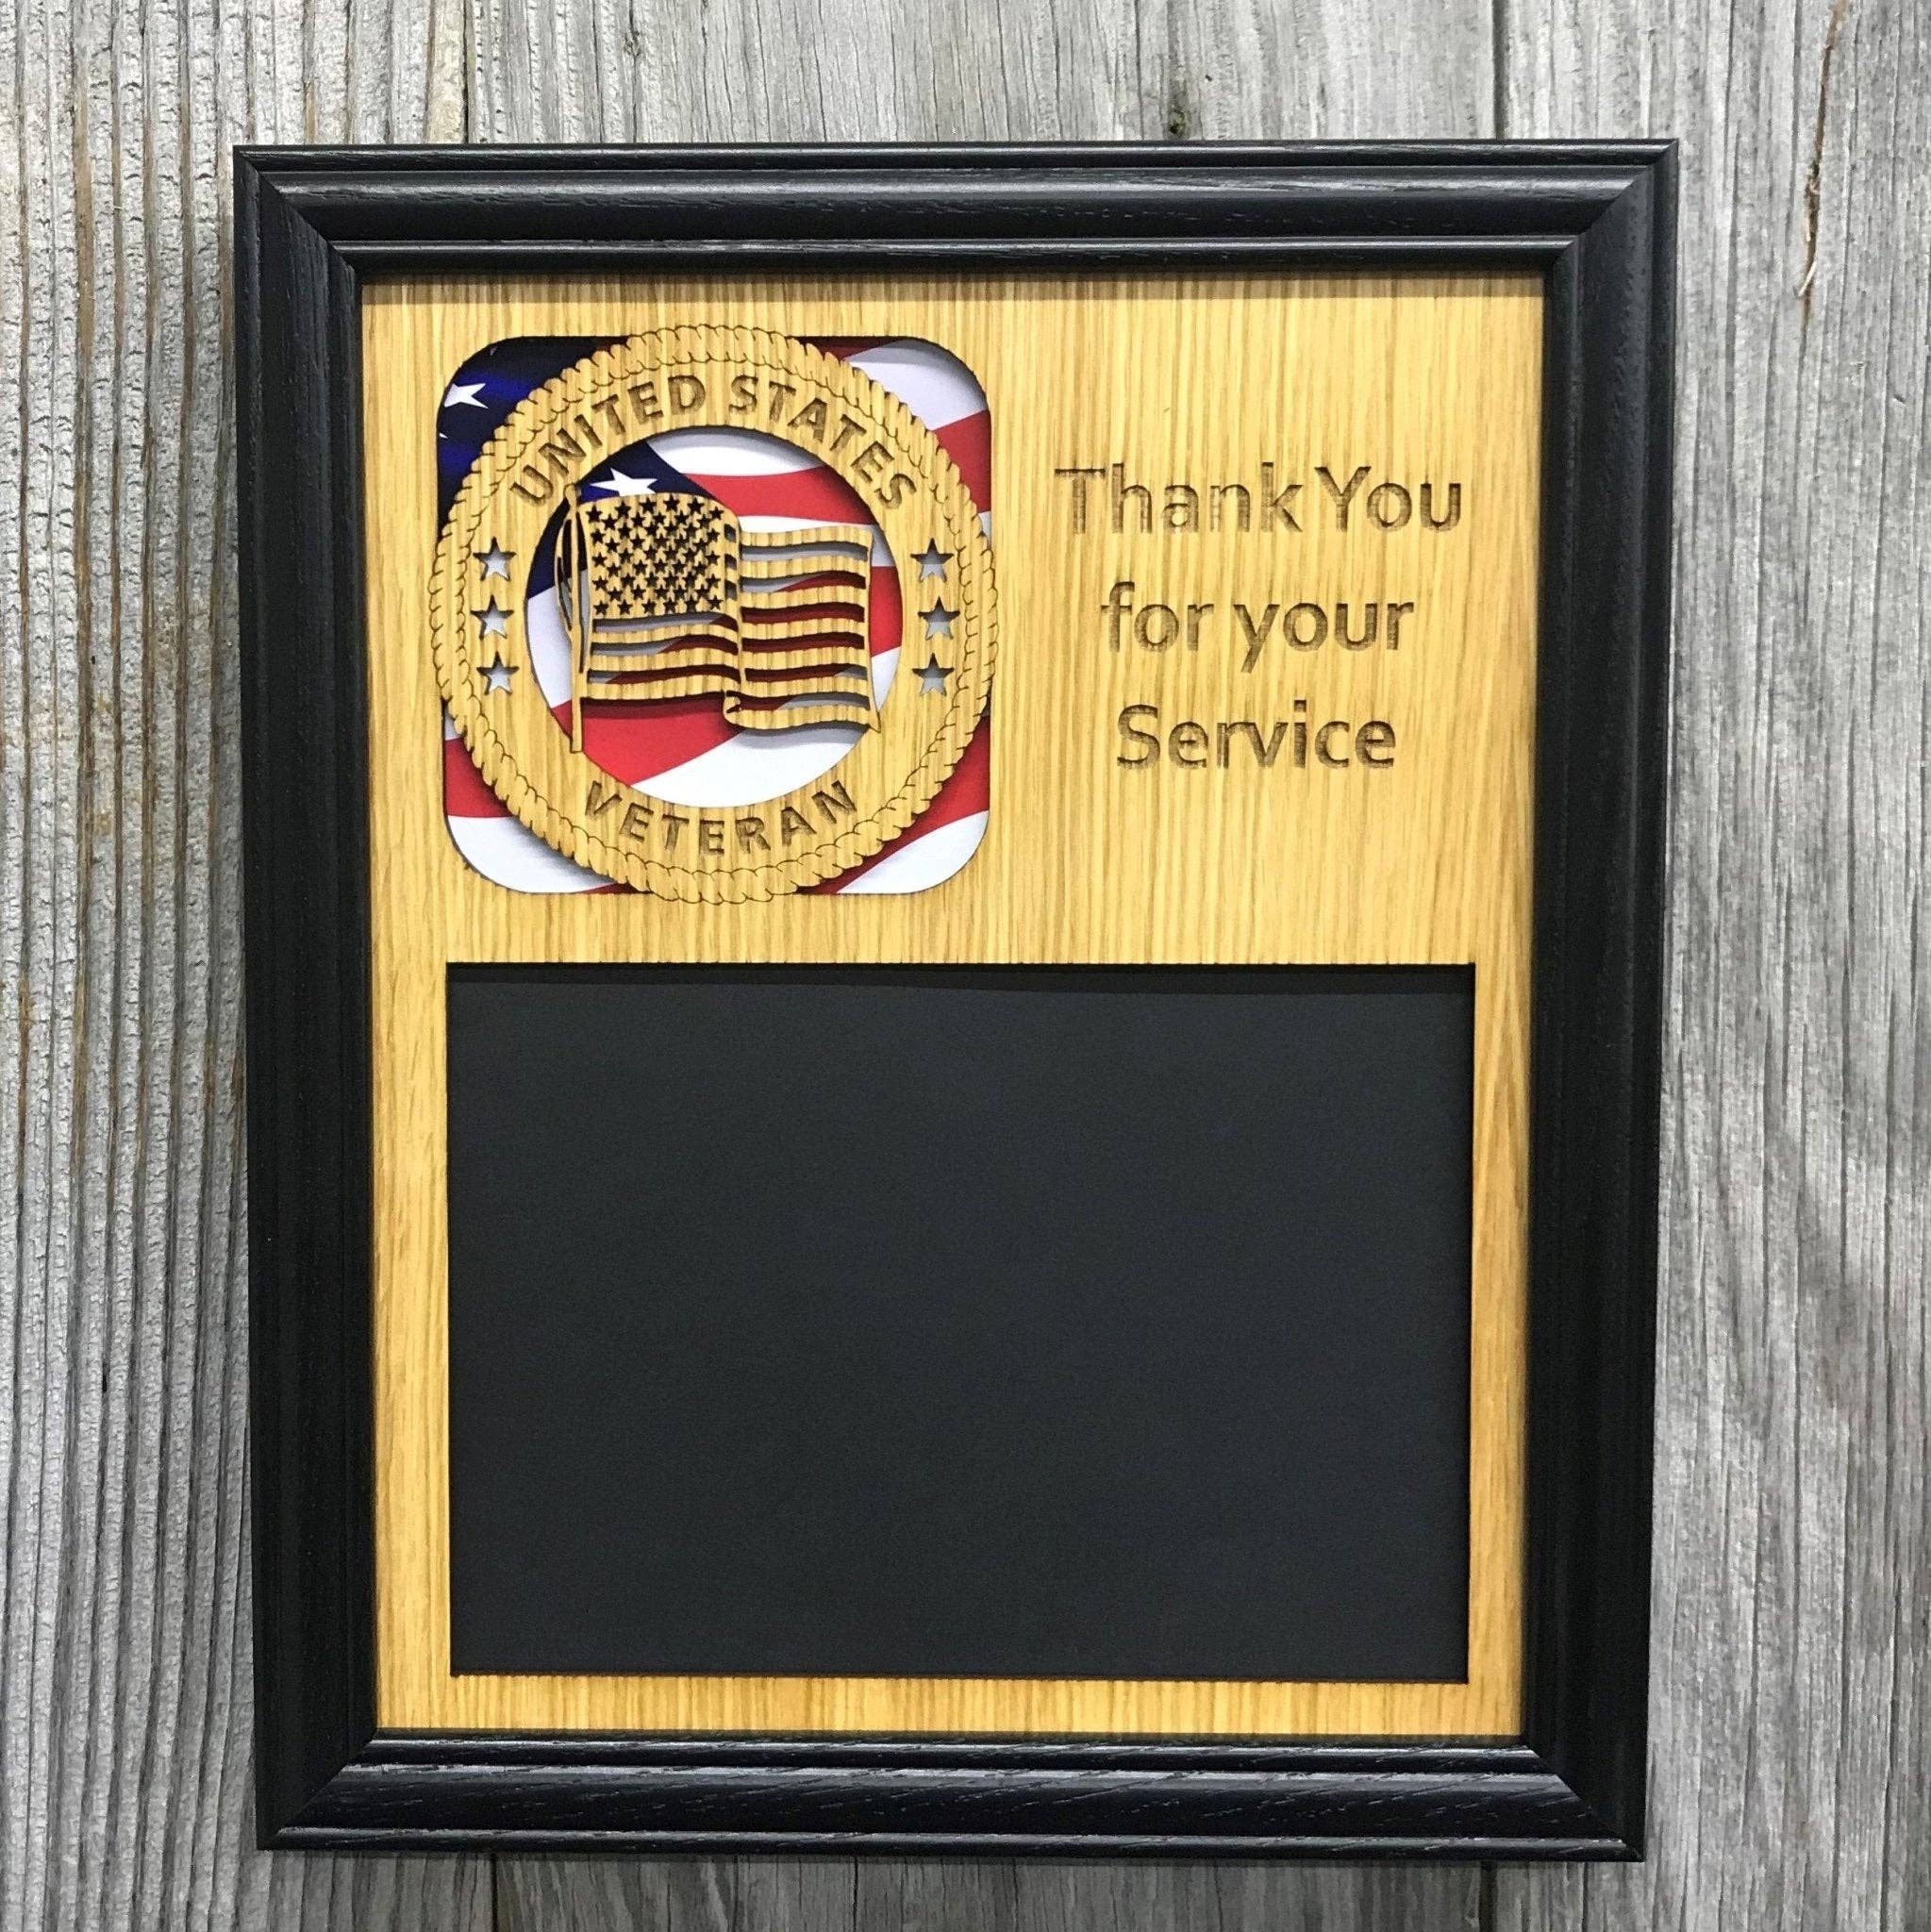 UNITED STATES
VETERAN
Thank You
for your
Service